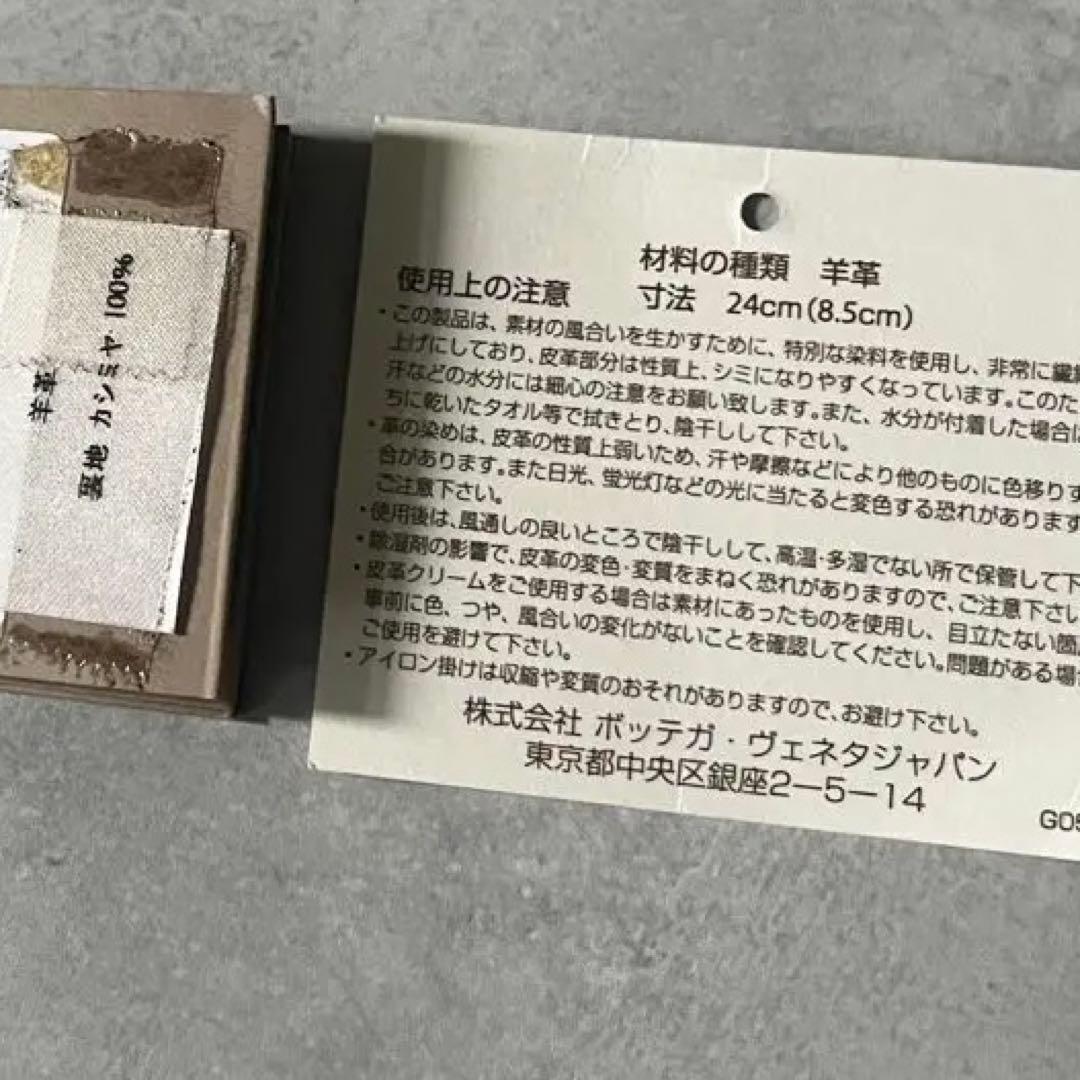 羊革
裏地 カシミヤ 100%
材料の種類 羊革
使用上の注意 寸法 24cm(8.5cm)
・この製品は、素材の風合いを生かすために、特別な染料を使用し、非常に繊細
上げにしており、皮革部分は性質上、シミになりやすくなっています。このた
汗などの水分には細心の注意をお願い致します。また、水分が付着した場合は
ちに乾いたタオル等で拭きとり、陰干しして下さい。
・革の染めは、皮革の性質上弱いため、汗や摩擦などにより他のものに色移りす
合があります。また日光、蛍光灯などの光に当たると変色する恐れがあります
ご注意下さい。
・使用後は、風通しの良いところで陰干しして、高温・多湿でない所で保管して下
・除湿剤の影響で、皮革の変色・変質をまねく恐れがありますので、ご注意下さい
・皮革クリームをご使用する場合は素材にあったものを使用し、目立たない箇
事前に色、つや、風合いの変化がないことを確認してください。問題がある場合
ご使用を避けて下さい。
・アイロン掛けは収縮や変質のおそれがありますので、お避け下さい。
株式会社 ボッテガ・ヴェネタジャパン
東京都中央区銀座2-5-14
G05